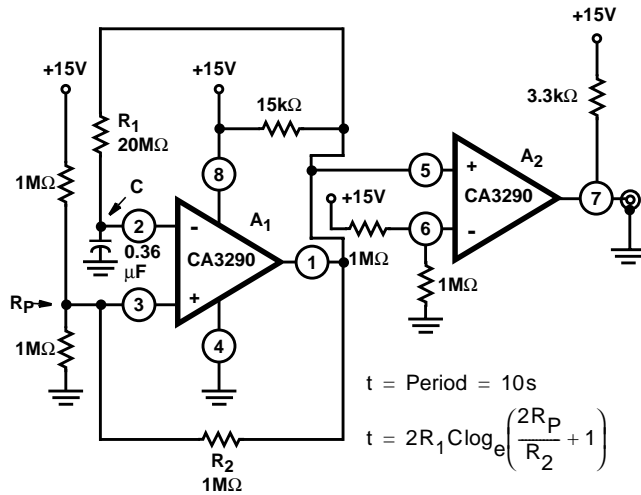 +15V
+15V
+15V
15kΩ
3.3kΩ
R1
20MΩ
1MΩ
C
8
A1
5
+
A2
CA3290
7
+15V
2
-
6
-
0.36
μF
CA3290
1
1MΩ
1MΩ
RP
3
+
1MΩ
4
t = Period = 10s
R2
1MΩ
t = 2R1Cloge(2RP/R2 + 1)